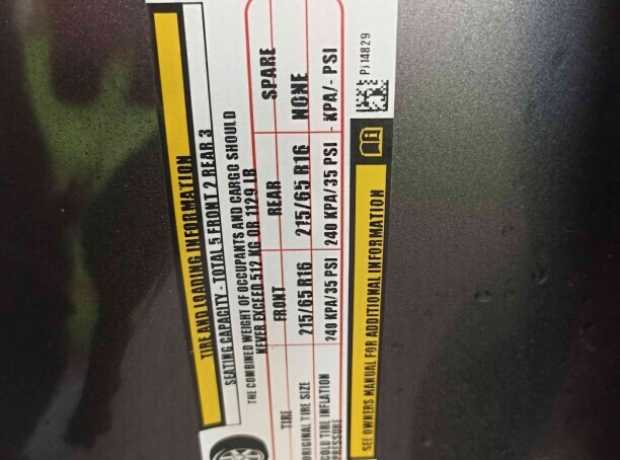 TIRE AND LOADING INFORMATION
SEATING CAPACITY - TOTAL 5 FRONT 2 REAR 3
THE COMBINED WEIGHT OF OCCUPANTS AND CARGO SHOULD
NEVER EXCEED 512 KG OR 1129 LB
TIRE FRONT REAR SPARE
ORIGINAL TIRE SIZE 215/65 R16 215/65 R16 NONE
COLD TIRE INFLATION
PRESSURE 240 KPA/35 PSI 240 KPA/35 PSI - KPA/- PSI
SEE OWNERS MANUAL FOR ADDITIONAL INFORMATION